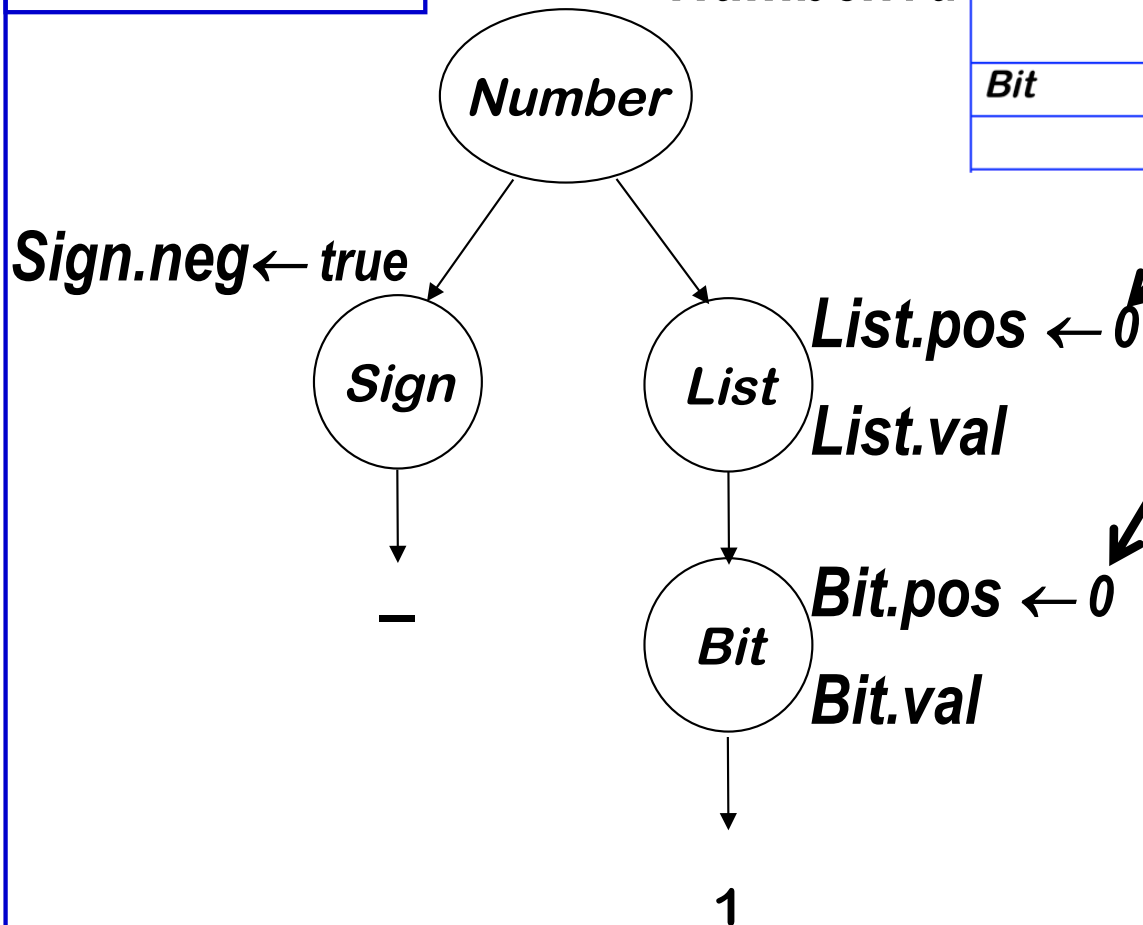 Number
Bit
Sign.neg ← true
Sign
List
List.pos ← 0
List.val
–
Bit
Bit.pos ← 0
Bit.val
1